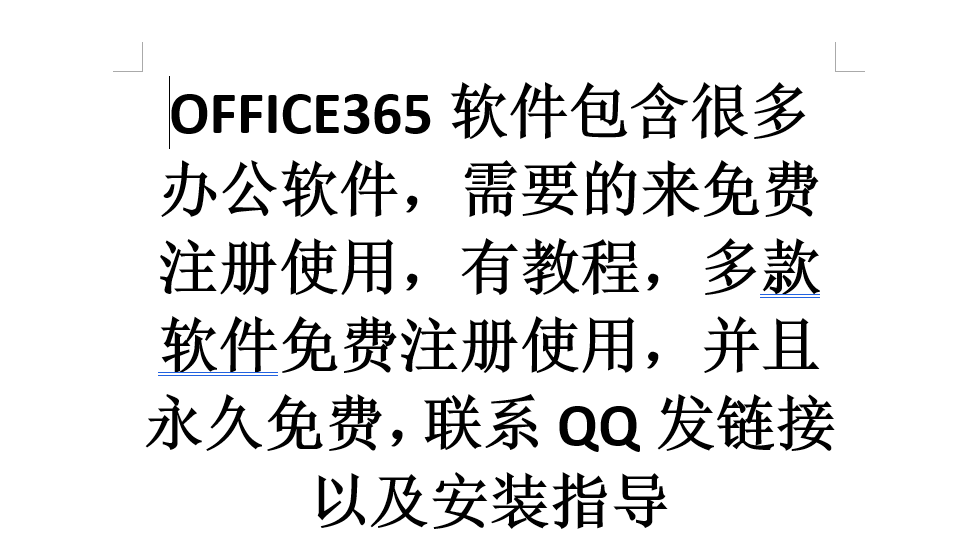 OFFICE365 软件包含很多
办公软件，需要的来免费
注册使用，有教程，多款
软件免费注册使用，并且
永久免费，联系 QQ 发链接
以及安装指导